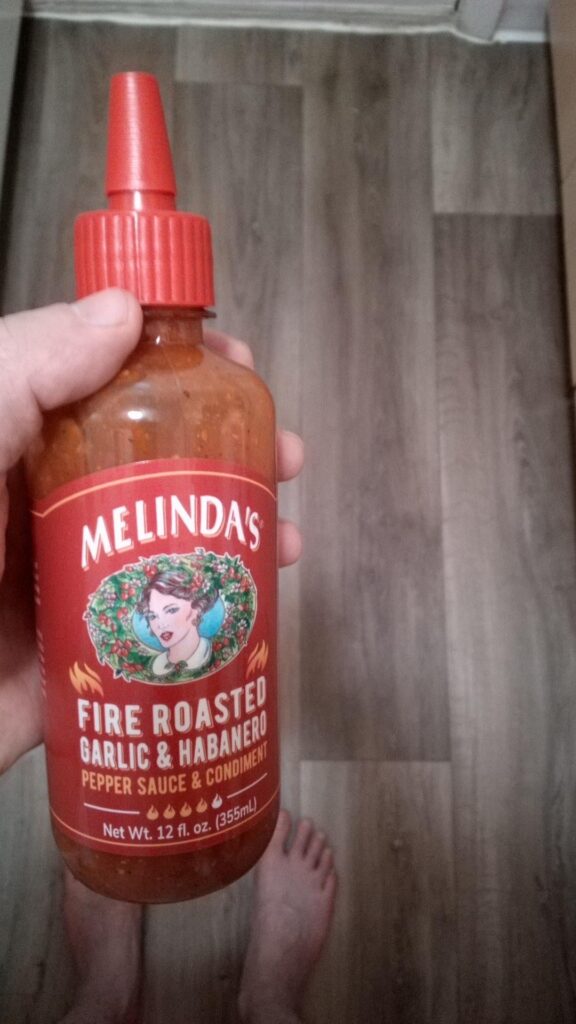 MELINDA'S
FIRE ROASTED
GARLIC & HABANERO
PEPPER SAUCE & CONDIMENT
Net Wt. 12 fl. oz. (355mL)